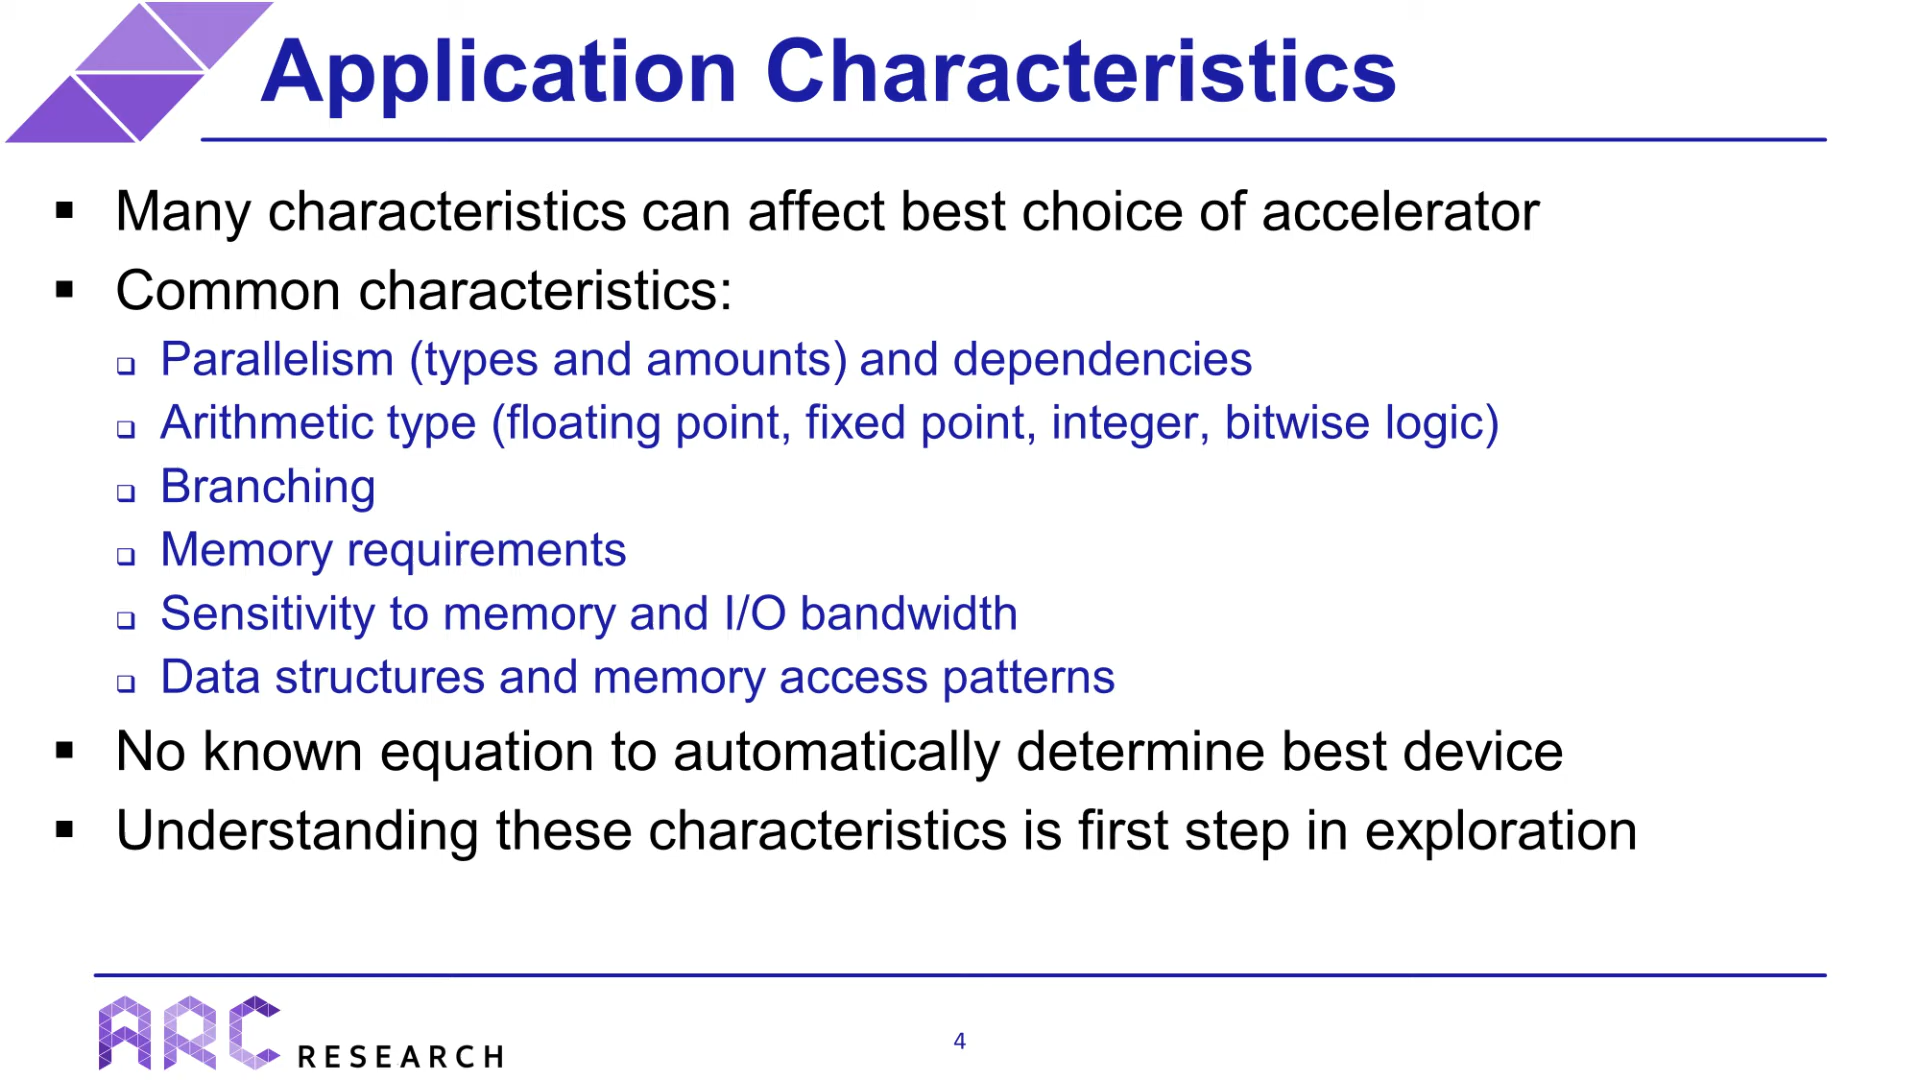 Application Characteristics
▪ Many characteristics can affect best choice of accelerator
▪ Common characteristics:
❑ Parallelism (types and amounts) and dependencies
❑ Arithmetic type (floating point, fixed point, integer, bitwise logic)
❑ Branching
❑ Memory requirements
❑ Sensitivity to memory and I/O bandwidth
❑ Data structures and memory access patterns
▪ No known equation to automatically determine best device
▪ Understanding these characteristics is first step in exploration
ARC RESEARCH
4